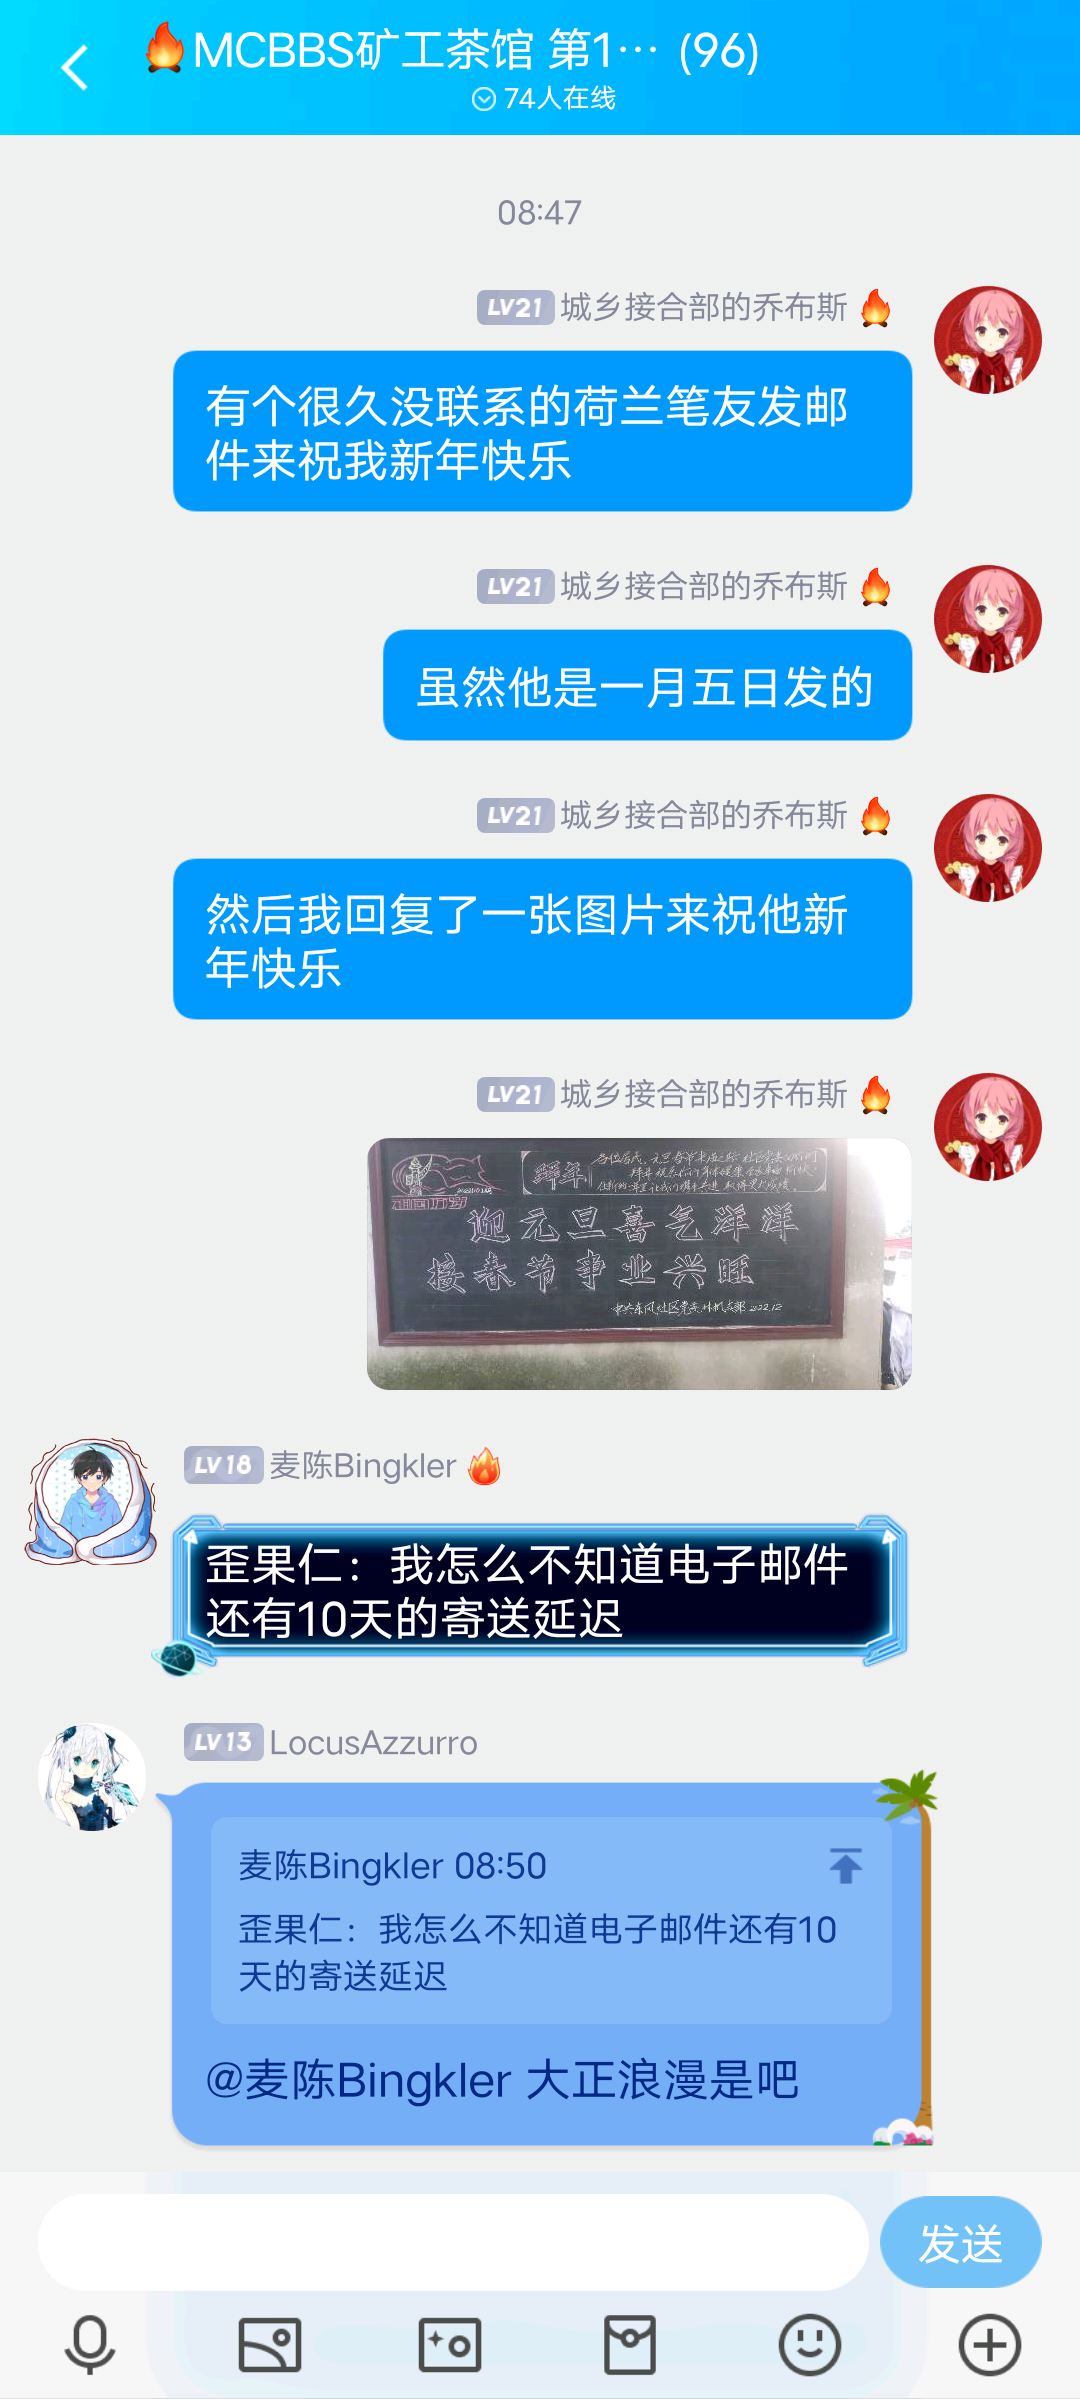 🔥MCBBS矿工茶馆 第1… (96)
74人在线
08:47
LV21 城乡接合部的乔布斯🔥
有个很久没联系的荷兰笔友发邮
件来祝我新年快乐
LV21 城乡接合部的乔布斯🔥
虽然他是一月五日发的
LV21 城乡接合部的乔布斯🔥
然后我回复了一张图片来祝他新
年快乐
LV21 城乡接合部的乔布斯🔥
拜年
迎元旦喜气洋洋
接春节事业兴旺
LV18 麦陈Bingkler🔥
歪果仁：我怎么不知道电子邮件
还有10天的寄送延迟
LV13 LocusAzzurro
麦陈Bingkler 08:50
歪果仁：我怎么不知道电子邮件还有10
天的寄送延迟
@麦陈Bingkler 大正浪漫是吧
发送